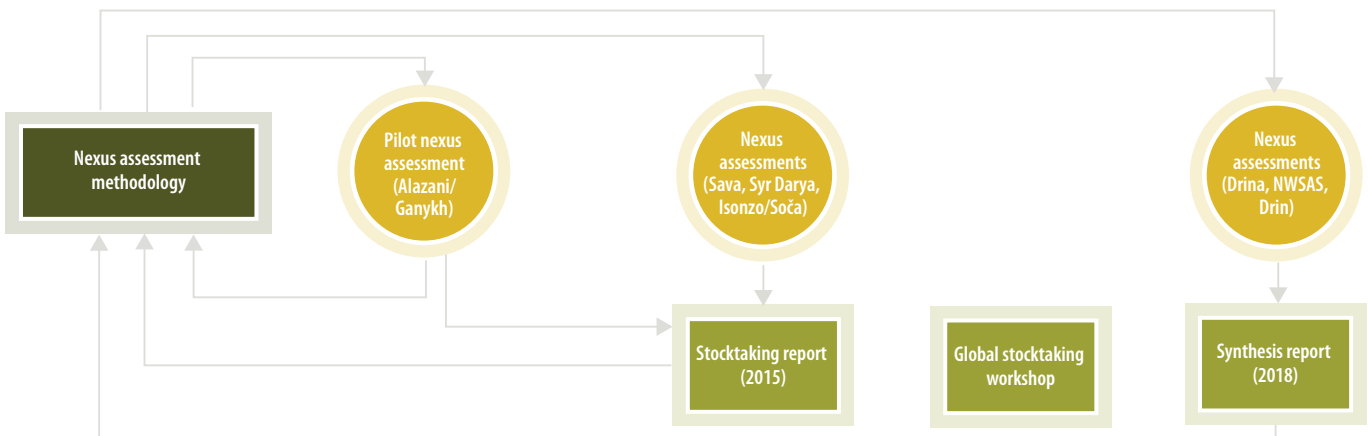 Nexus assessment
methodology
Pilot nexus
assessment
(Alazani/
Ganykh)
Nexus
assessments
(Sava, Syr Darya,
Isonzo/Soča)
Nexus
assessments
(Drina, NWSAS,
Drin)
Stocktaking report
(2015)
Global stocktaking
workshop
Synthesis report
(2018)